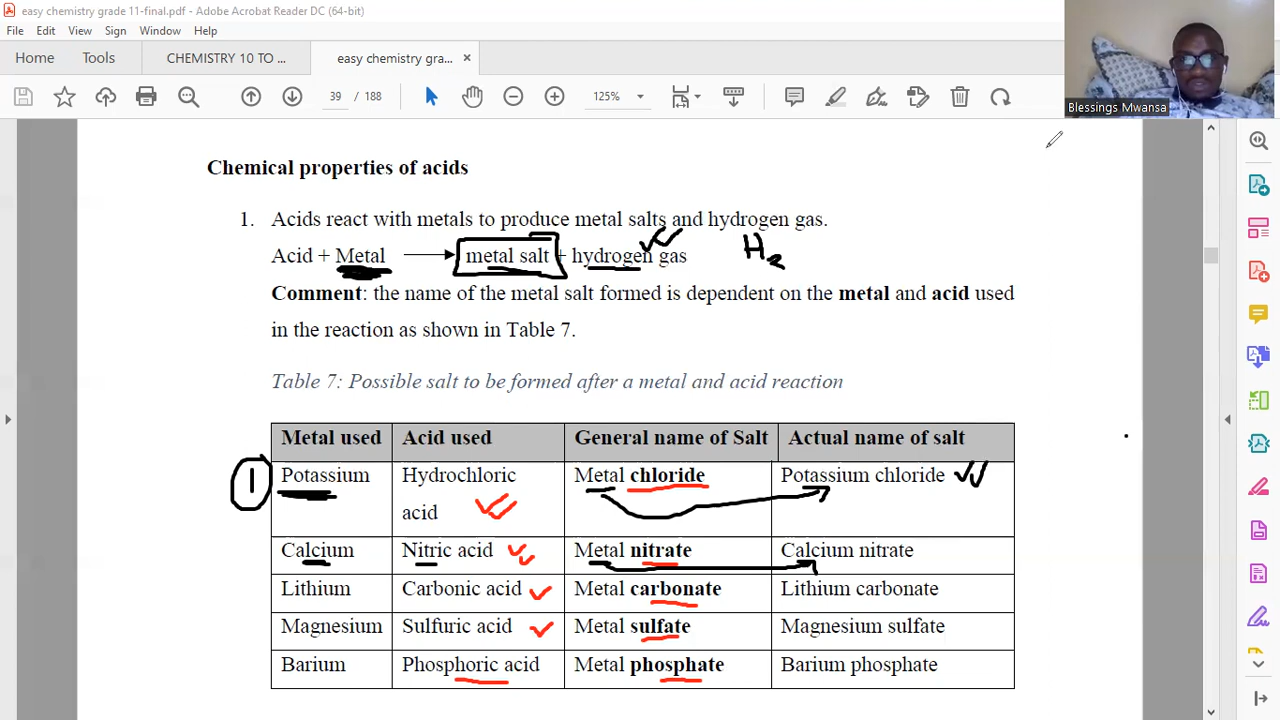 easy chemistry grade 11-final.pdf - Adobe Acrobat Reader DC (64-bit)
File Edit View Sign Window Help
Home Tools CHEMISTRY 10 TO ... easy chemistry gra... ×
39 / 188 125%
Blessings Mwansa
Chemical properties of acids
1. Acids react with metals to produce metal salts and hydrogen gas.
Acid + Metal → metal salt + hydrogen gas H2
Comment: the name of the metal salt formed is dependent on the metal and acid used
in the reaction as shown in Table 7.
Table 7: Possible salt to be formed after a metal and acid reaction
Metal used Acid used General name of Salt Actual name of salt
1 Potassium Hydrochloric Metal chloride Potassium chloride
acid
Calcium Nitric acid Metal nitrate Calcium nitrate
Lithium Carbonic acid Metal carbonate Lithium carbonate
Magnesium Sulfuric acid Metal sulfate Magnesium sulfate
Barium Phosphoric acid Metal phosphate Barium phosphate